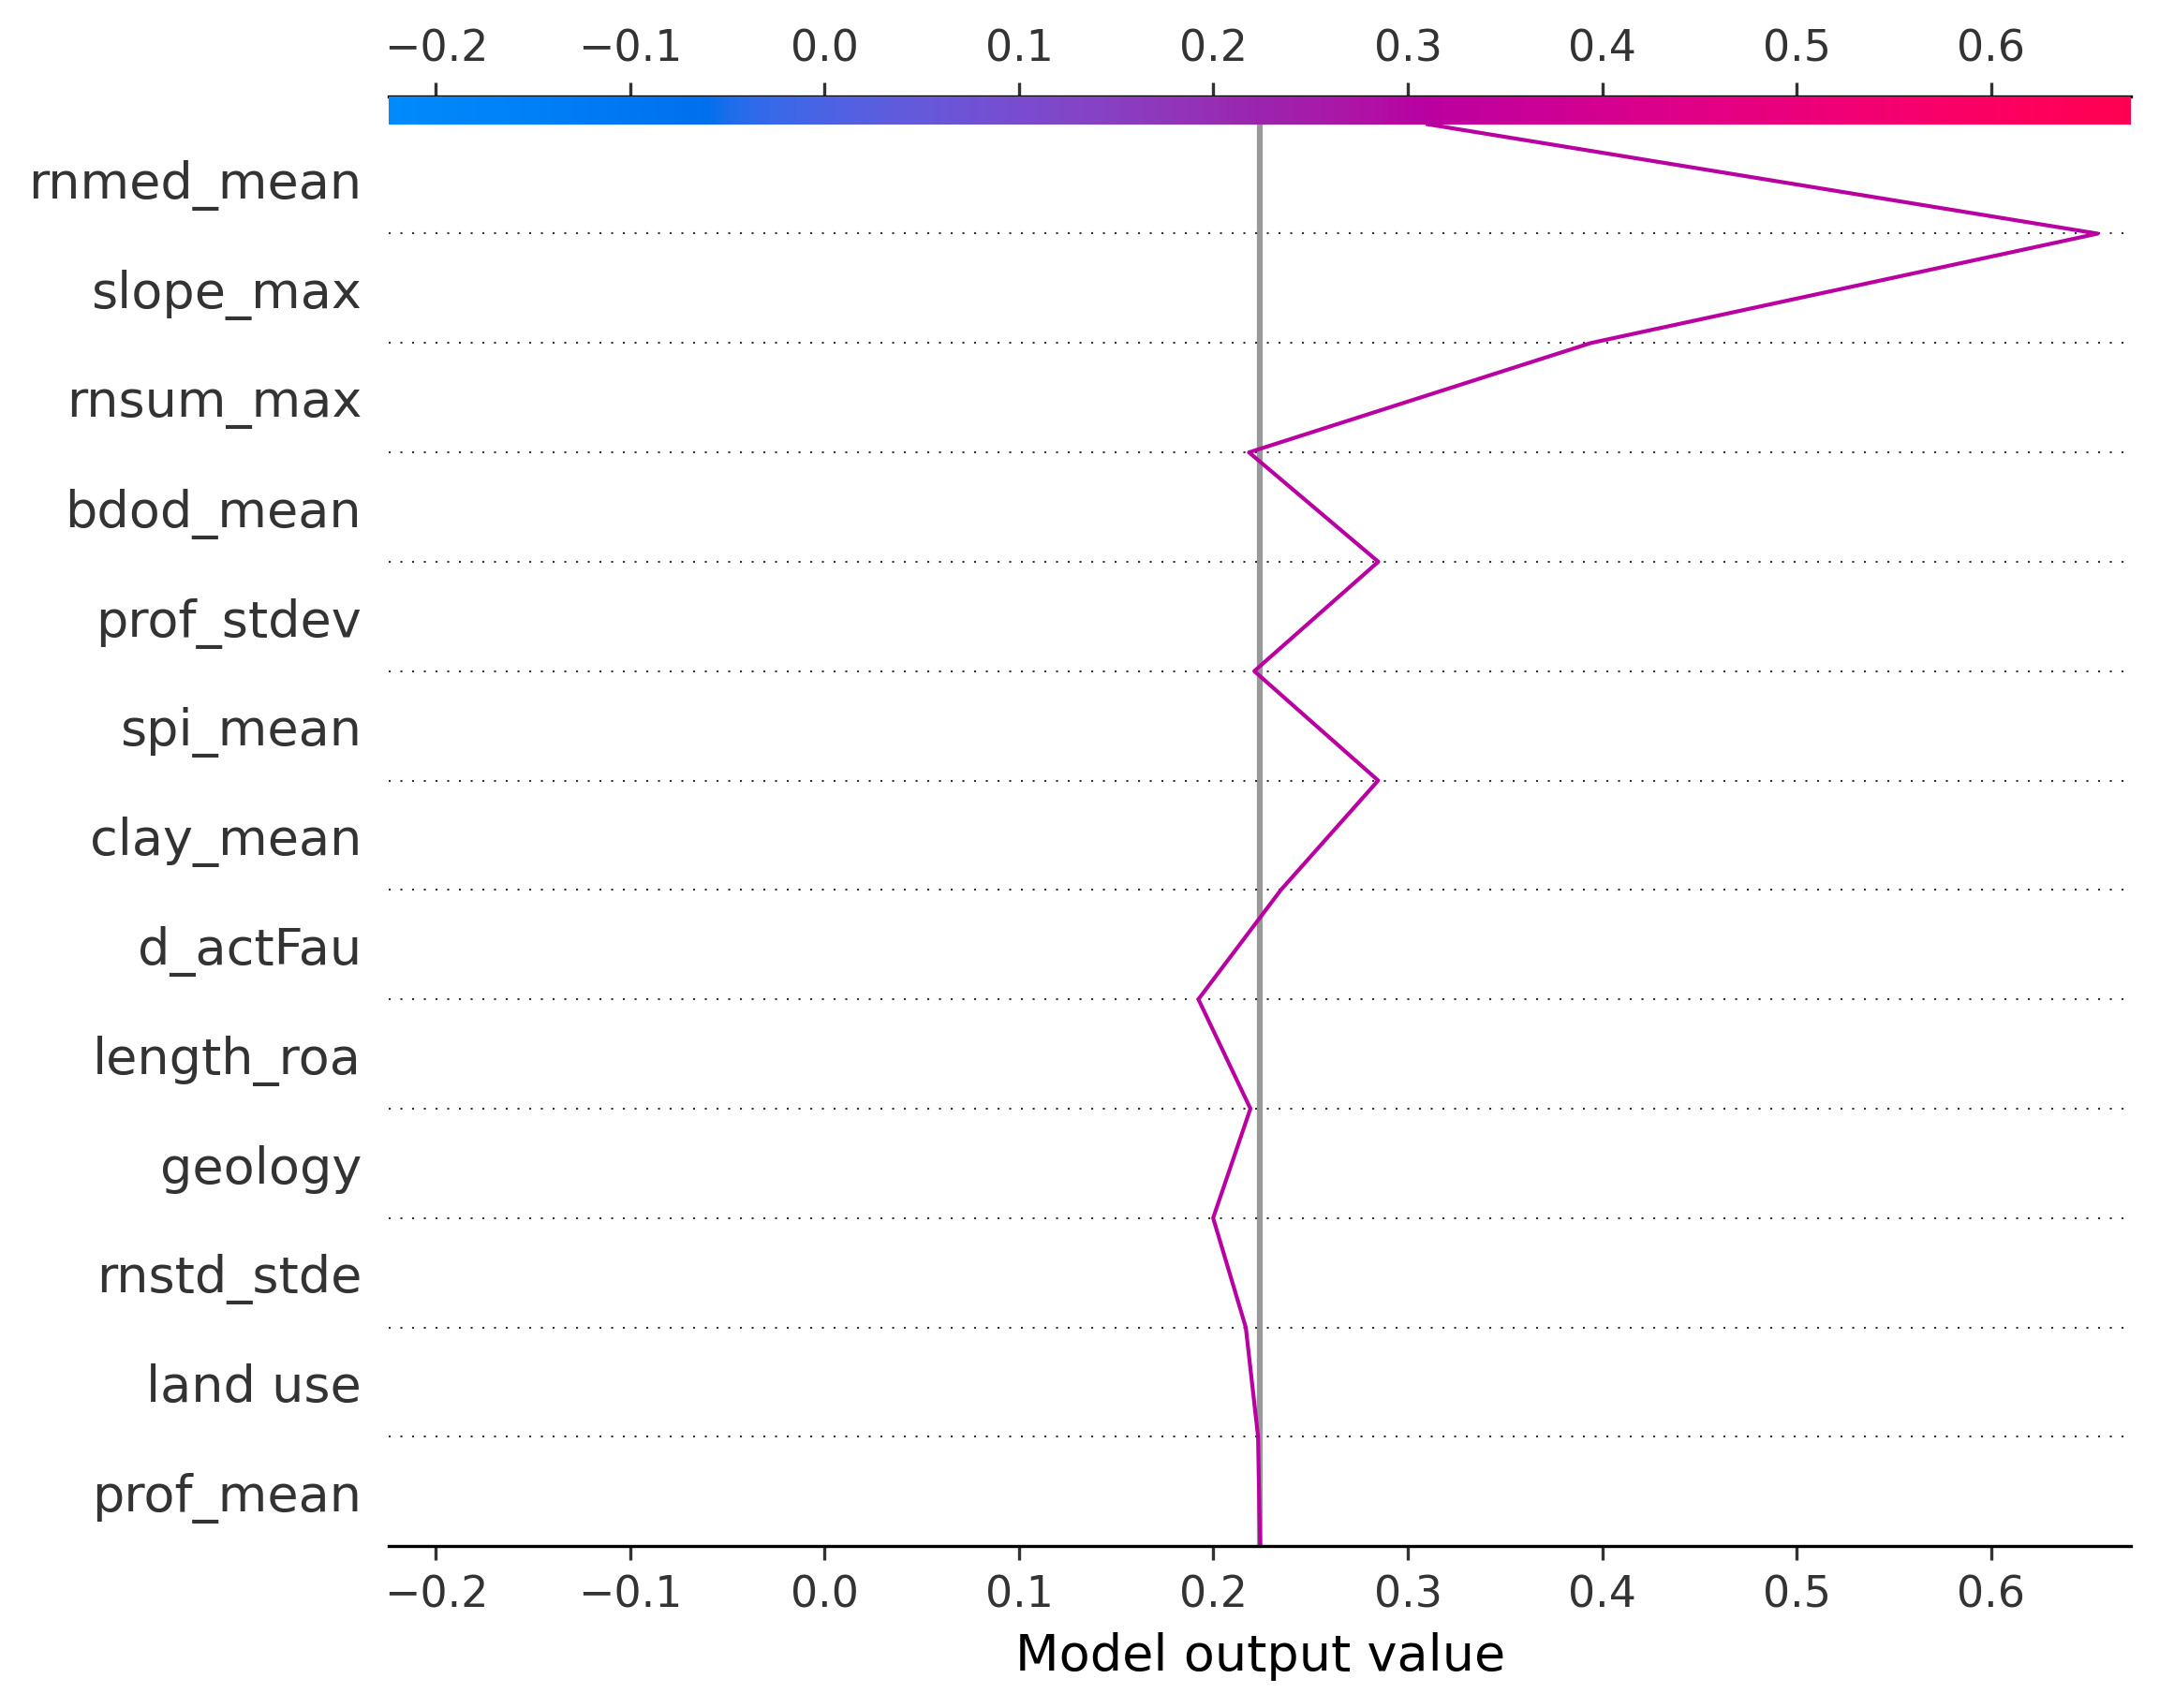 −0.2 −0.1 0.0 0.1 0.2 0.3 0.4 0.5 0.6
rnmed_mean
slope_max
rnsum_max
bdod_mean
prof_stdev
spi_mean
clay_mean
d_actFau
length_roa
geology
rnstd_stde
land use
prof_mean
−0.2 −0.1 0.0 0.1 0.2 0.3 0.4 0.5 0.6
Model output value